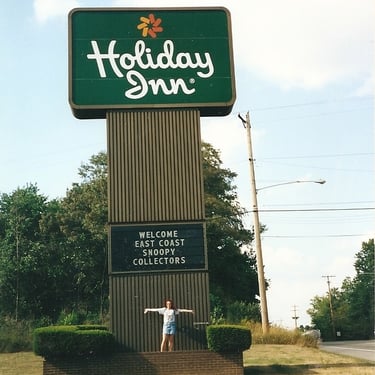 Holiday
Inn®
WELCOME
EAST COAST
SNOOPY
COLLECTORS